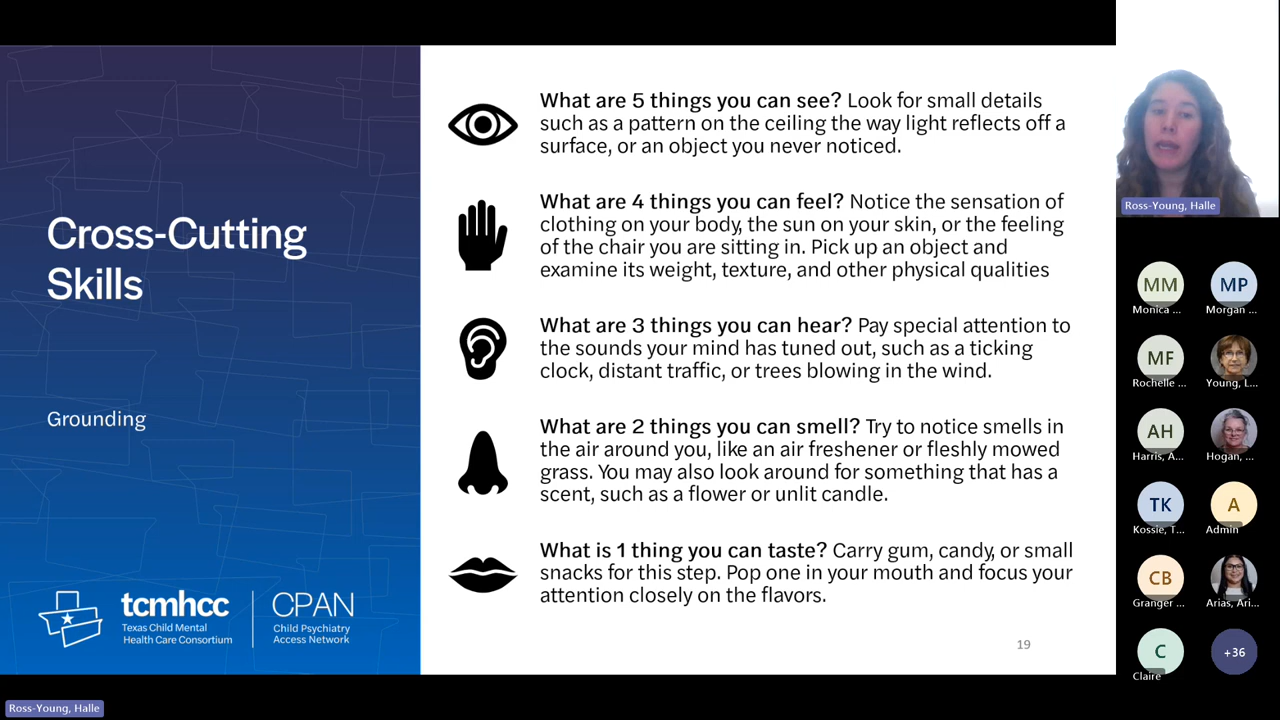 Cross-Cutting
Skills
Grounding
tcmhcc
Texas Child Mental
Health Care Consortium
CPAN
Child Psychiatry
Access Network
What are 5 things you can see? Look for small details
such as a pattern on the ceiling the way light reflects off a
surface, or an object you never noticed.
What are 4 things you can feel? Notice the sensation of
clothing on your body, the sun on your skin, or the feeling
of the chair you are sitting in. Pick up an object and
examine its weight, texture, and other physical qualities
What are 3 things you can hear? Pay special attention to
the sounds your mind has tuned out, such as a ticking
clock, distant traffic, or trees blowing in the wind.
What are 2 things you can smell? Try to notice smells in
the air around you, like an air freshener or fleshly mowed
grass. You may also look around for something that has a
scent, such as a flower or unlit candle.
What is 1 thing you can taste? Carry gum, candy, or small
snacks for this step. Pop one in your mouth and focus your
attention closely on the flavors.
19
Ross-Young, Halle
MM
Monica ...
MP
Morgan ...
MF
Rochelle ...
Young, L...
AH
Harris, A...
Hogan, ...
TK
Kossie, T...
A
Admin
CB
Granger ...
Arias, Ari...
C
Claire
+36
Ross-Young, Halle